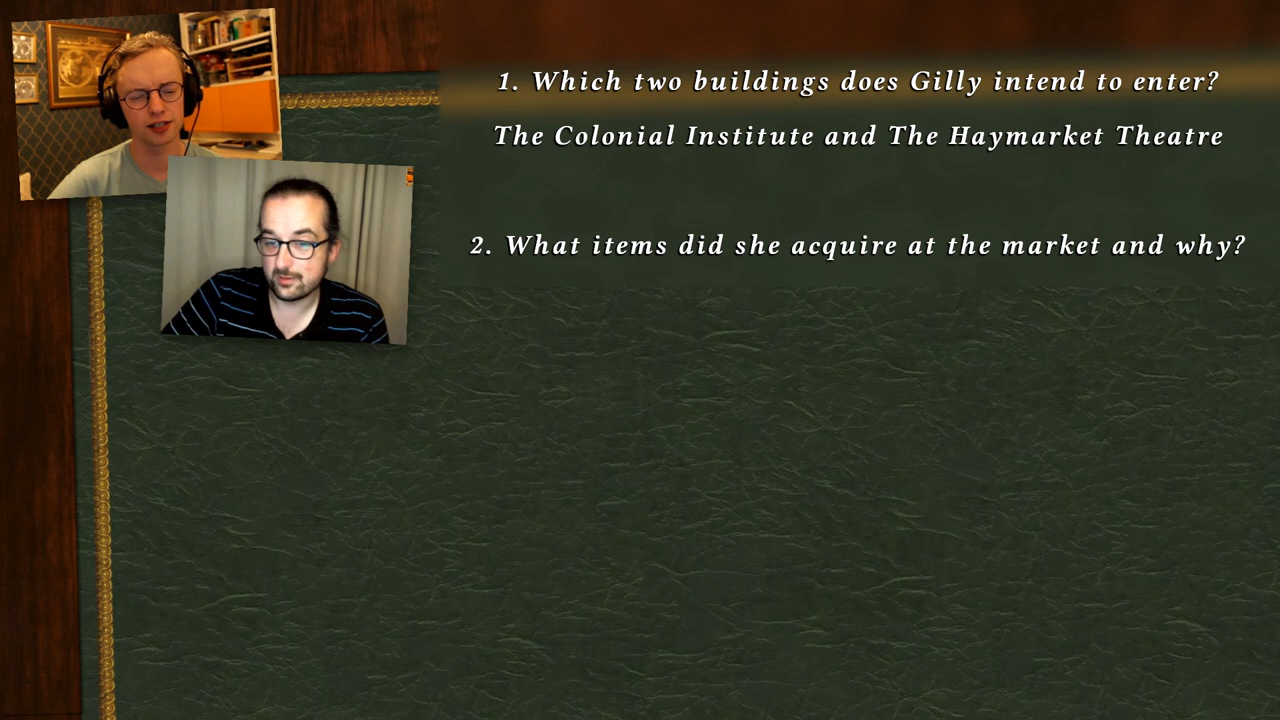 1. Which two buildings does Gilly intend to enter?
The Colonial Institute and The Haymarket Theatre
2. What items did she acquire at the market and why?